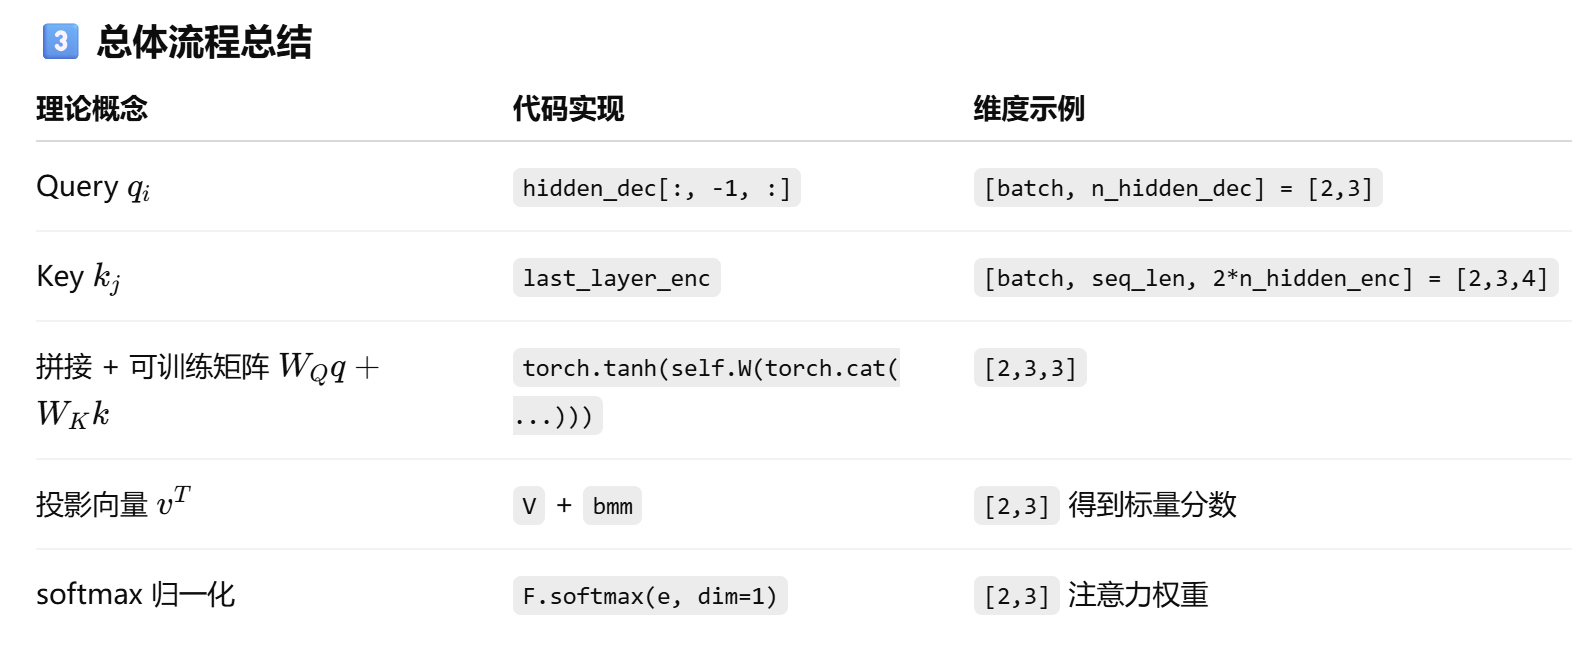 3️⃣ 总体流程总结
理论概念 代码实现 维度示例
Query q_i hidden_dec[:, -1, :] [batch, n_hidden_dec] = [2,3]
Key k_j last_layer_enc [batch, seq_len, 2*n_hidden_enc] = [2,3,4]
拼接 + 可训练矩阵 W_Q q + torch.tanh(self.W(torch.cat( [2,3,3]
W_K k ...)))
投影向量 v^T V + bmm [2,3] 得到标量分数
softmax 归一化 F.softmax(e, dim=1) [2,3] 注意力权重